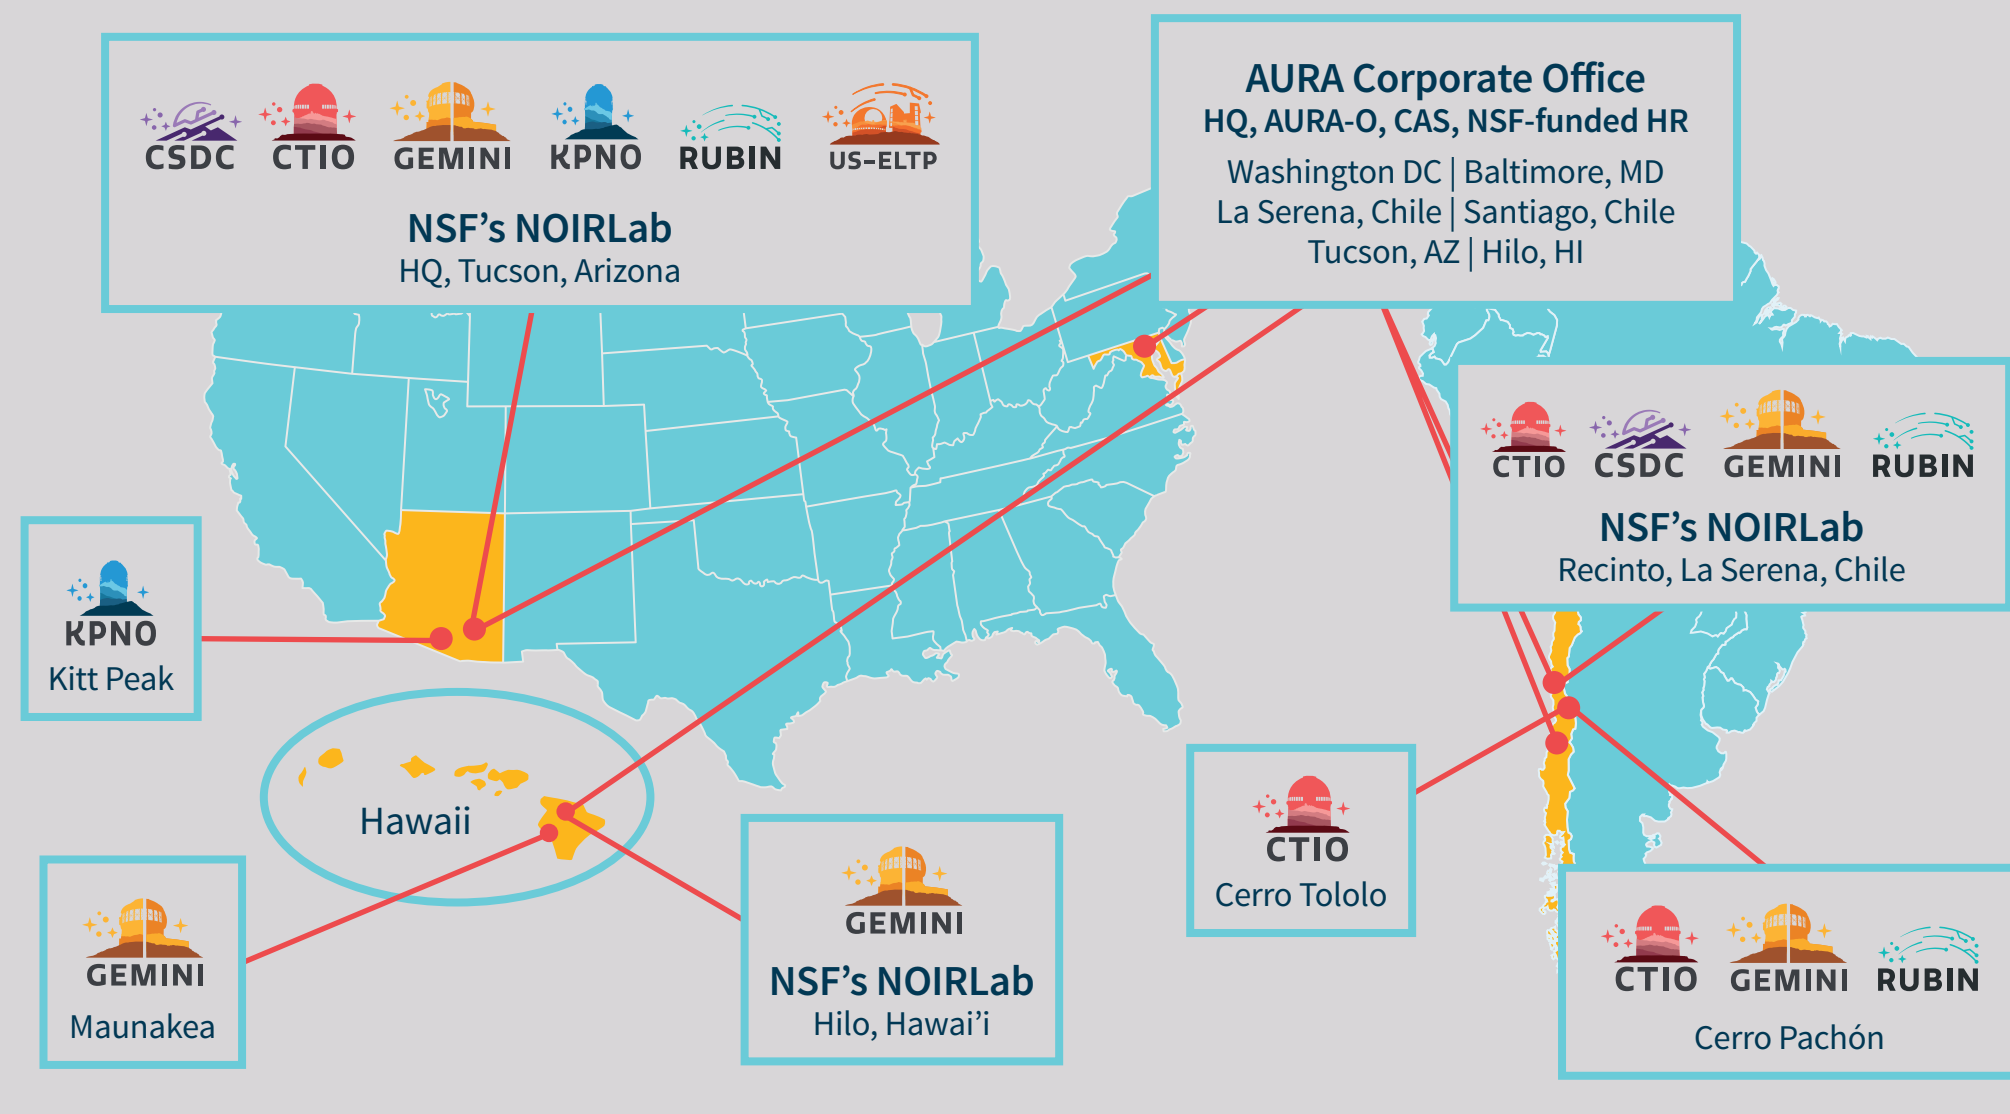 CSDC CTIO GEMINI KPNO RUBIN US-ELTP
NSF's NOIRLab
HQ, Tucson, Arizona
AURA Corporate Office
HQ, AURA-O, CAS, NSF-funded HR
Washington DC | Baltimore, MD
La Serena, Chile | Santiago, Chile
Tucson, AZ | Hilo, HI
CTIO CSDC GEMINI RUBIN
NSF's NOIRLab
Recinto, La Serena, Chile
KPNO
Kitt Peak
Hawaii
GEMINI
Maunakea
GEMINI
NSF's NOIRLab
Hilo, Hawai'i
CTIO
Cerro Tololo
CTIO GEMINI RUBIN
Cerro Pachón